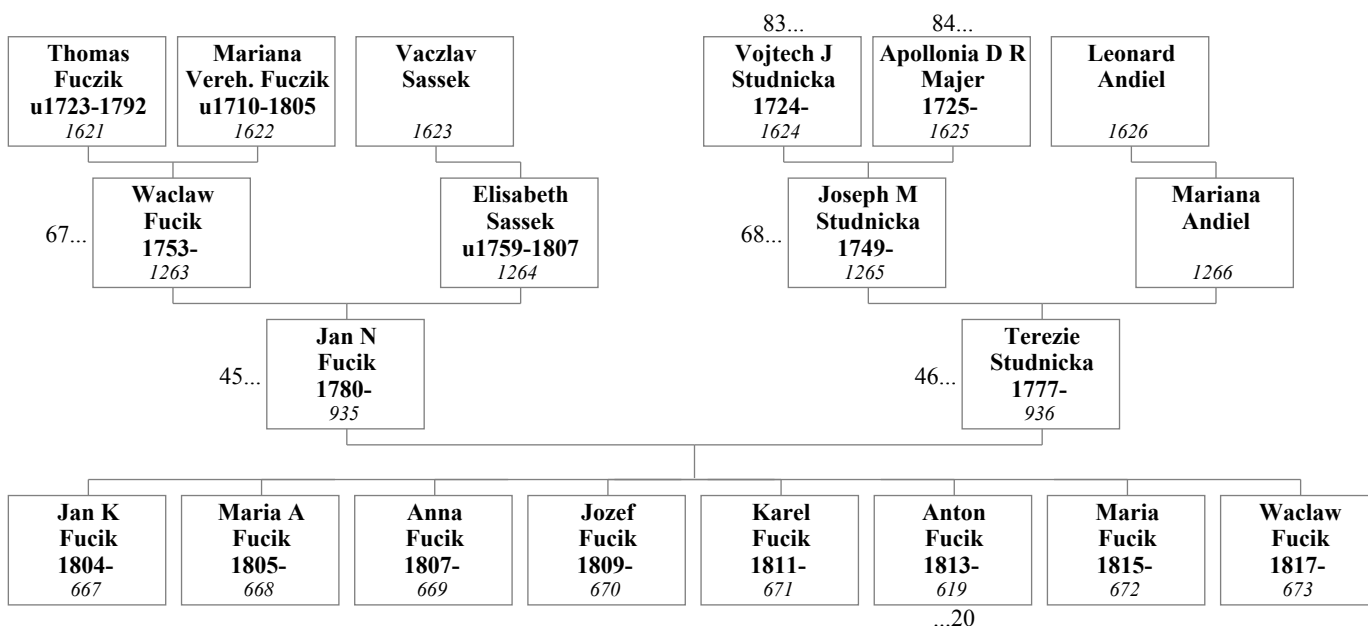 83...
84...
Thomas
Fuczik
u1723-1792
1621
Mariana
Vereh. Fuczik
u1710-1805
1622
Vaczlav
Sassek
1623
Vojtech J
Studnicka
1724-
1624
Apollonia D R
Majer
1725-
1625
Leonard
Andiel
1626
67...
Waclaw
Fucik
1753-
1263
Elisabeth
Sassek
u1759-1807
1264
68...
Joseph M
Studnicka
1749-
1265
Mariana
Andiel
1266
45...
Jan N
Fucik
1780-
935
46...
Terezie
Studnicka
1777-
936
Jan K
Fucik
1804-
667
Maria A
Fucik
1805-
668
Anna
Fucik
1807-
669
Jozef
Fucik
1809-
670
Karel
Fucik
1811-
671
Anton
Fucik
1813-
619
Maria
Fucik
1815-
672
Waclaw
Fucik
1817-
673
...20